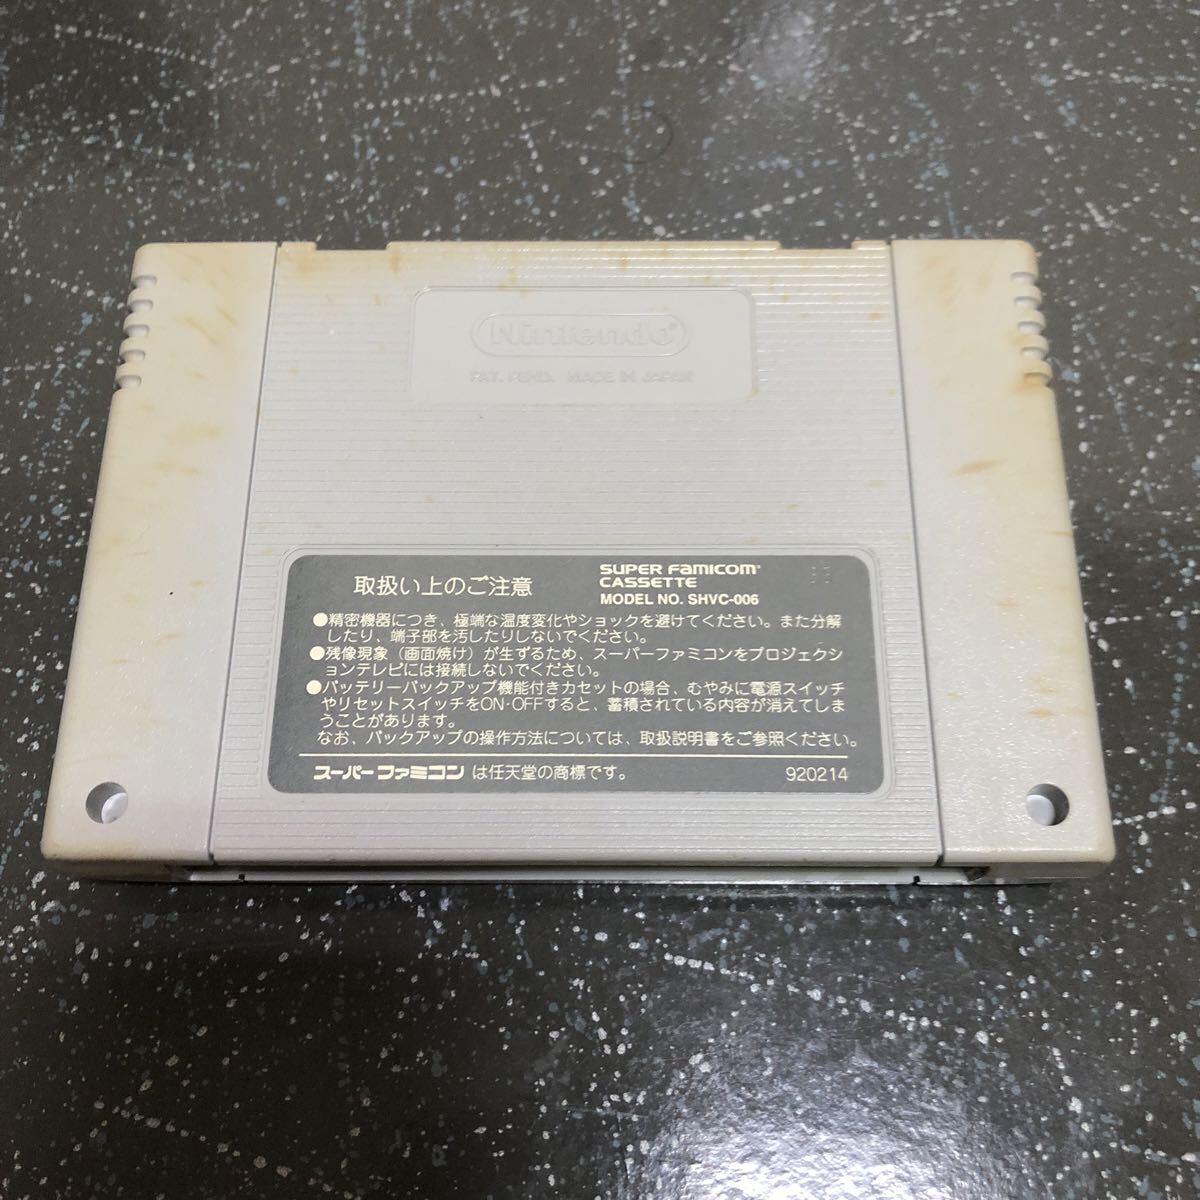 Nintendo®
PAT. PEND. MADE IN JAPAN
取扱い上のご注意
SUPER FAMICOM®
CASSETTE
MODEL NO. SHVC-006
●精密機器につき、極端な温度変化やショックを避けてください。また分解
したり、端子部を汚したりしないでください。
●残像現象（画面焼け）が生ずるため、スーパーファミコンをプロジェクシ
ョンテレビには接続しないでください。
●バッテリーバックアップ機能付きカセットの場合、むやみに電源スイッチ
やリセットスイッチをON･OFFすると、蓄積されている内容が消えてしま
うことがあります。
なお、バックアップの操作方法については、取扱説明書をご参照ください。
スーパーファミコン は任天堂の商標です。
920214